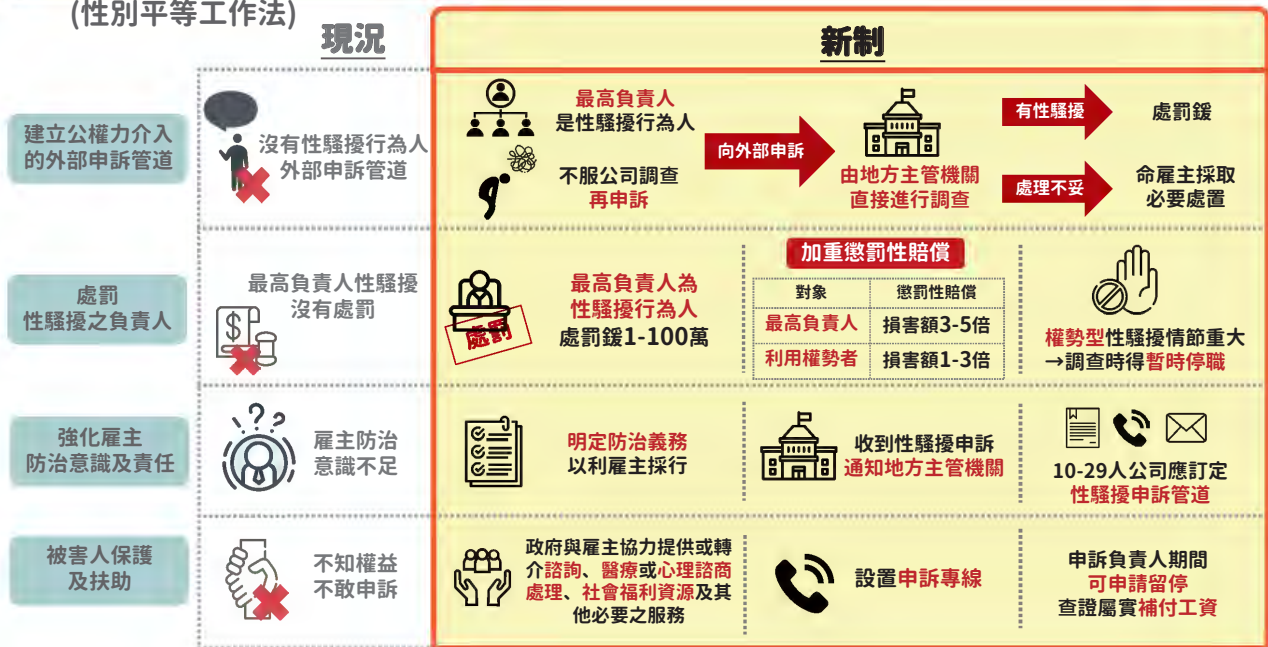 (性別平等工作法)
現況
新制
建立公權力介入
的外部申訴管道
沒有性騷擾行為人
外部申訴管道
最高負責人
是性騷擾行為人
不服公司調查
再申訴
向外部申訴
由地方主管機關
直接進行調查
有性騷擾
處罰鍰
處理不妥
命雇主採取
必要處置
處罰
性騷擾之負責人
最高負責人性騷擾
沒有處罰
處罰
最高負責人為
性騷擾行為人
處罰鍰1-100萬
加重懲罰性賠償
對象 懲罰性賠償
最高負責人 損害額3-5倍
利用權勢者 損害額1-3倍
權勢型性騷擾情節重大
→調查時得暫時停職
強化雇主
防治意識及責任
雇主防治
意識不足
明定防治義務
以利雇主採行
收到性騷擾申訴
通知地方主管機關
10-29人公司應訂定
性騷擾申訴管道
被害人保護
及扶助
不知權益
不敢申訴
政府與雇主協力提供或轉
介諮詢、醫療或心理諮商
處理、社會福利資源及其
他必要之服務
設置申訴專線
申訴負責人期間
可申請留停
查證屬實補付工資